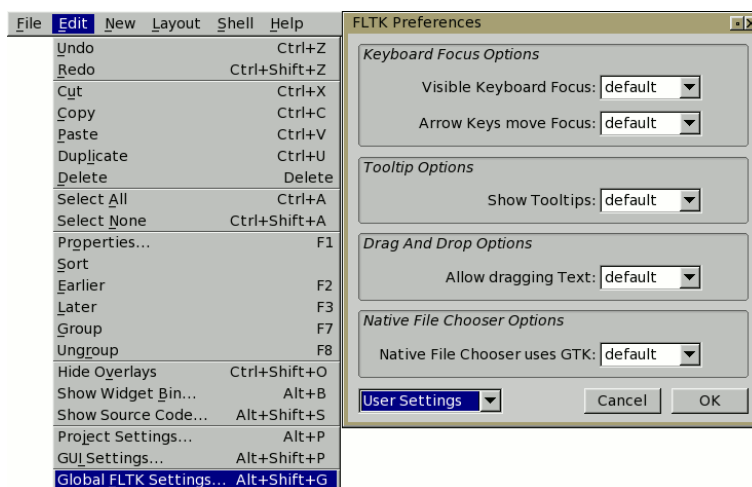 File Edit New Layout Shell Help
Undo Ctrl+Z
Redo Ctrl+Shift+Z
Cut Ctrl+X
Copy Ctrl+C
Paste Ctrl+V
Duplicate Ctrl+U
Delete Delete
Select All Ctrl+A
Select None Ctrl+Shift+A
Properties... F1
Sort
Earlier F2
Later F3
Group F7
Ungroup F8
Hide Overlays Ctrl+Shift+O
Show Widget Bin... Alt+B
Show Source Code... Alt+Shift+S
Project Settings... Alt+P
GUI Settings... Alt+Shift+P
Global FLTK Settings... Alt+Shift+G
FLTK Preferences
Keyboard Focus Options
Visible Keyboard Focus: default
Arrow Keys move Focus: default
Tooltip Options
Show Tooltips: default
Drag And Drop Options
Allow dragging Text: default
Native File Chooser Options
Native File Chooser uses GTK: default
User Settings Cancel OK